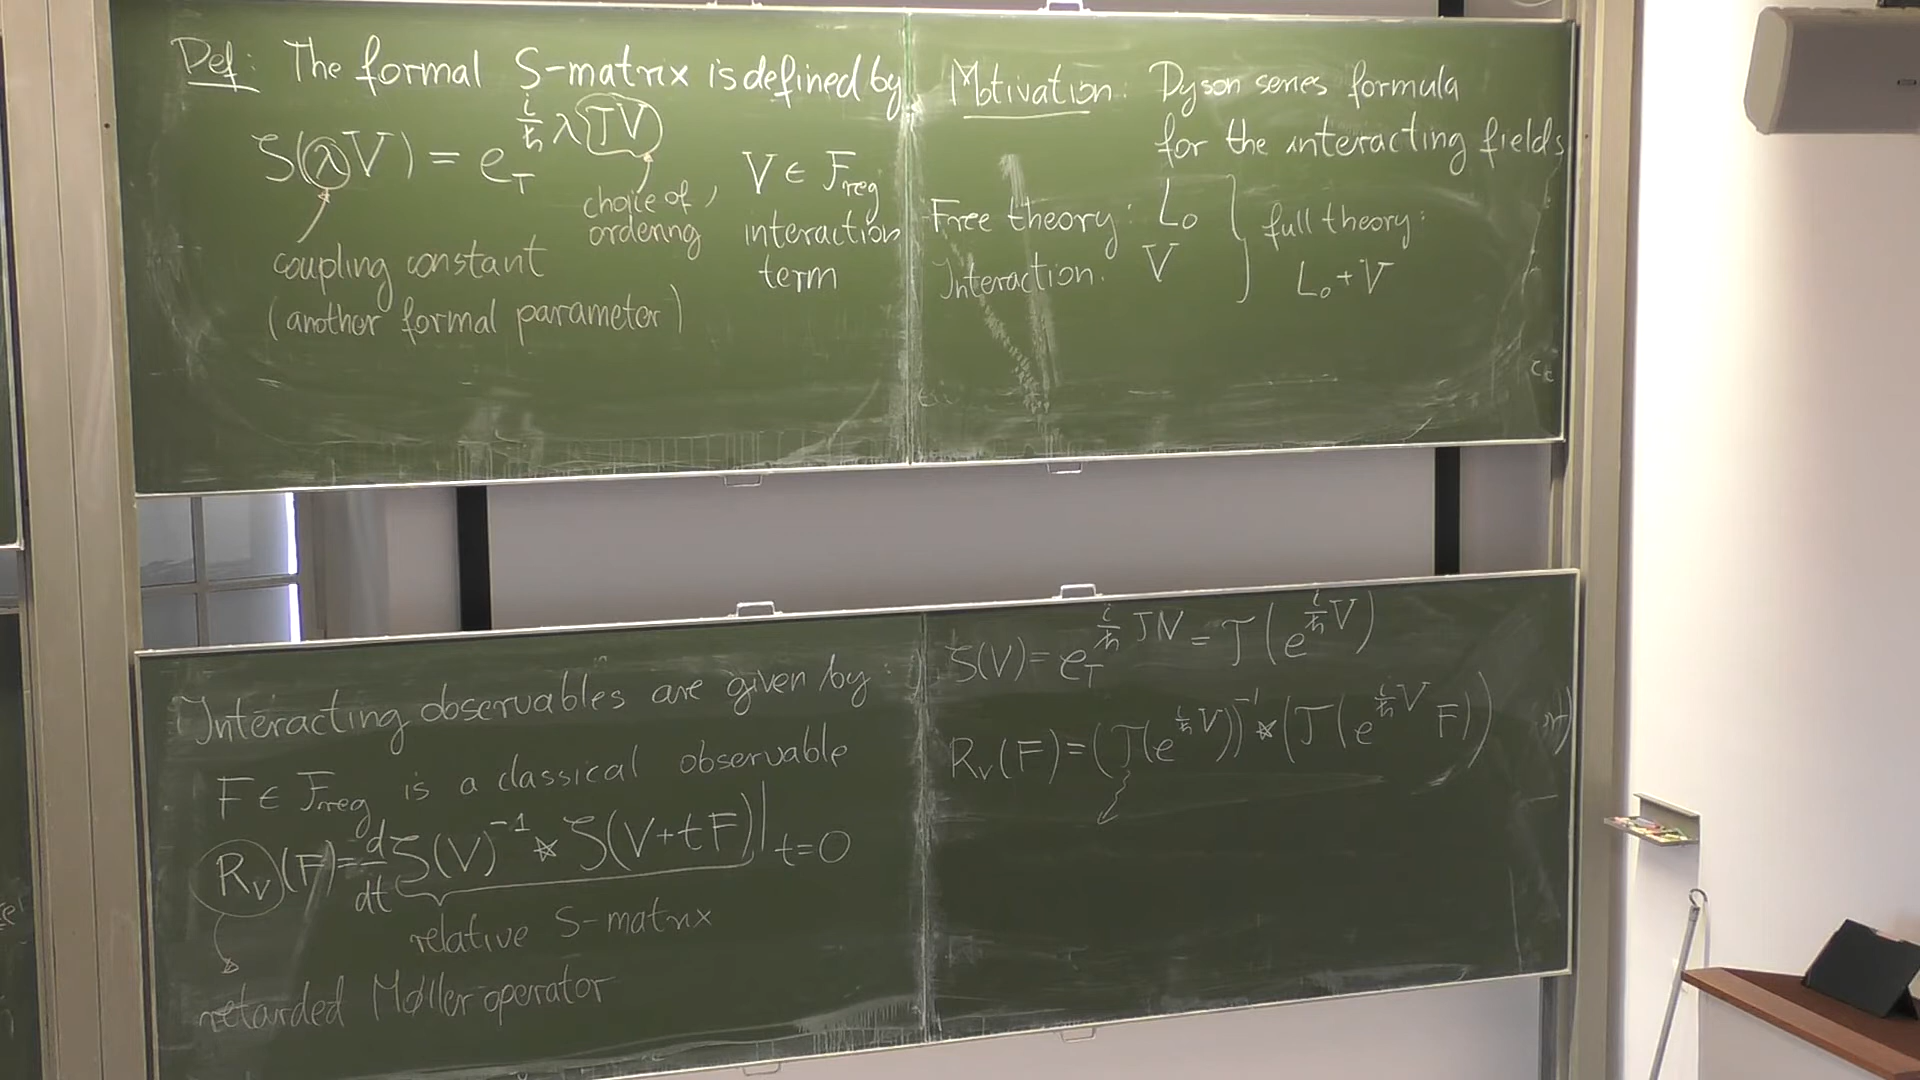 Def: The formal S-matrix is defined by
S(λV) = e_T^{i/ħ λ TV}
V ∈ F_reg
choice of ordering,
interaction term
coupling constant
(another formal parameter)
Motivation: Dyson series formula
for the interacting fields
Free theory: L₀
Interaction: V
full theory:
L₀ + V
Interacting observables are given by:
F ∈ F_reg is a classical observable
R_V(F) = d/dt S(V)^{-1} ⋆ S(V+tF)|_{t=0}
relative S-matrix
retarded Møller operator
S(V) = e_T^{i/ħ TV} = T(e^{i/ħ V})
R_V(F) = (T(e^{i/ħ V}))^{-1} ⋆ (T(e^{i/ħ V} F))